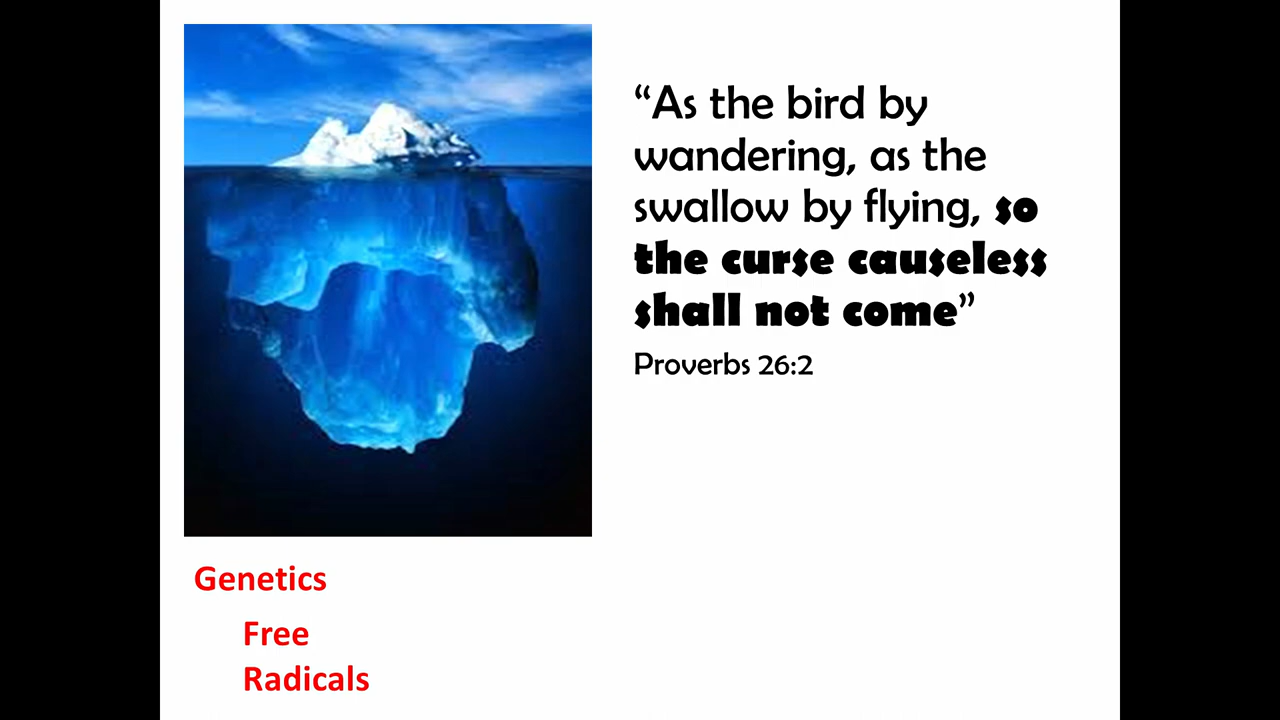 “As the bird by
wandering, as the
swallow by flying, so
the curse causeless
shall not come”
Proverbs 26:2
Genetics
Free
Radicals